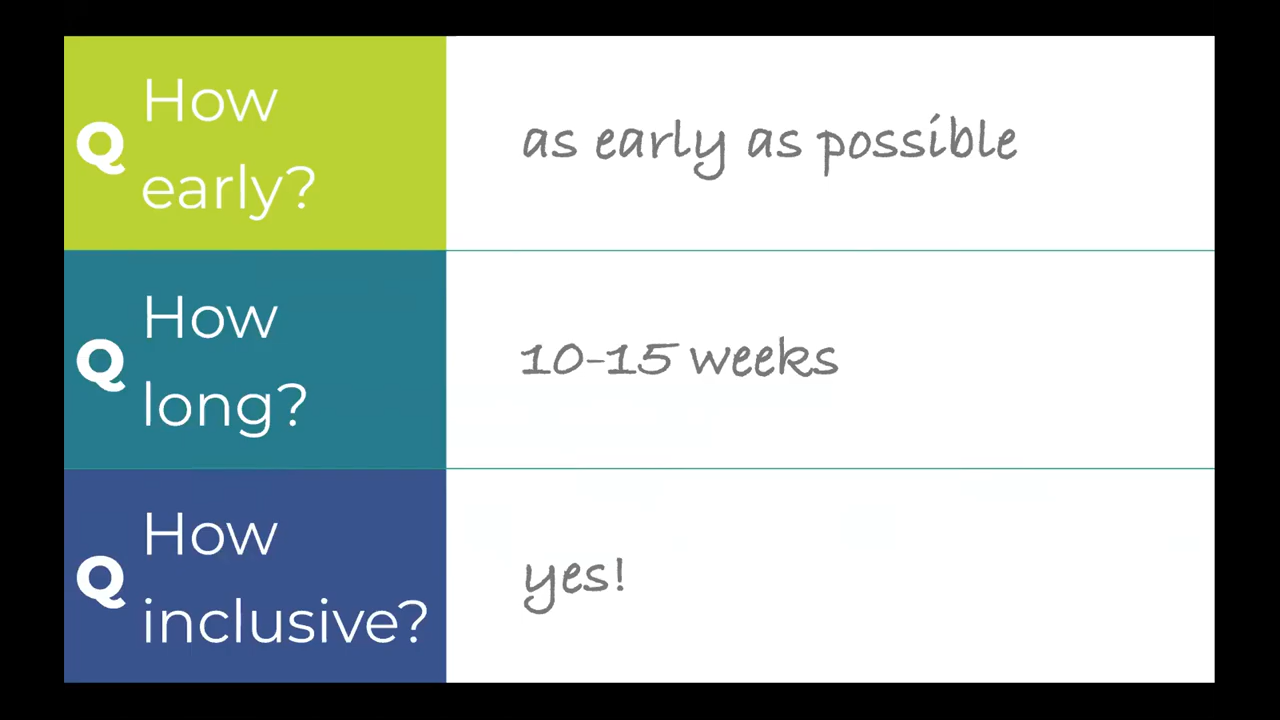 Q
How
early?
as early as possible
Q
How
long?
10-15 weeks
Q
How
inclusive?
yes!